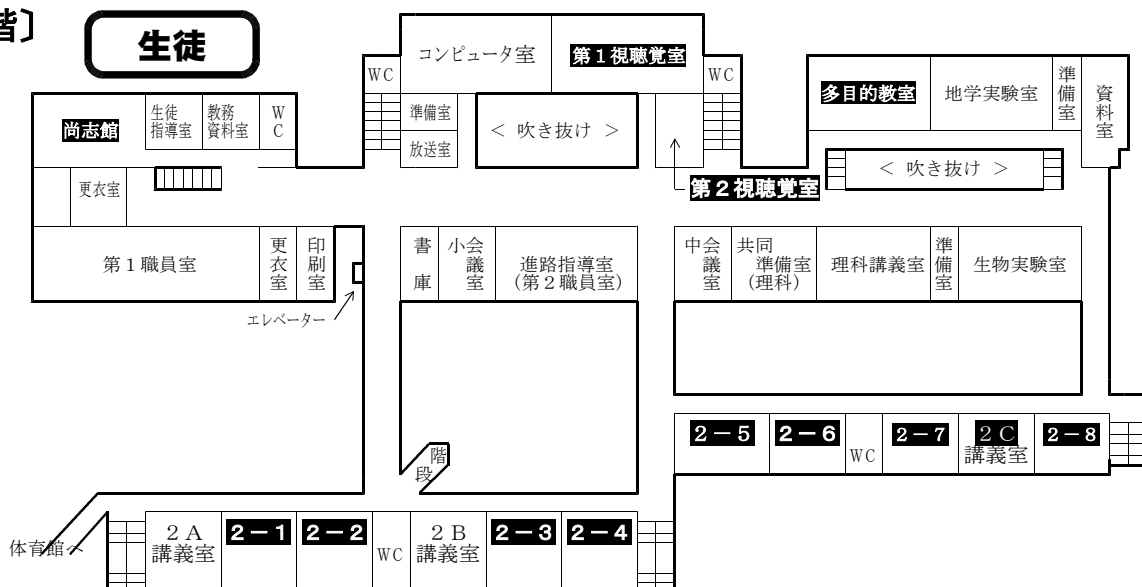 階〕
生徒
コンピュータ室
第１視聴覚室
WC
WC
準備室
放送室
＜ 吹き抜け ＞
第２視聴覚室
多目的教室
地学実験室
準備室
資料室
＜ 吹き抜け ＞
尚志館
生徒
指導室
教務
資料室
WC
更衣室
第１職員室
更衣室
印刷室
エレベーター
書庫
小会議室
進路指導室
(第２職員室)
中会議室
共同
準備室
(理科)
理科講義室
準備室
生物実験室
２－５
２－６
WC
２－７
２C
講義室
２－８
階段
体育館へ
２A
講義室
２－１
２－２
WC
２B
講義室
２－３
２－４